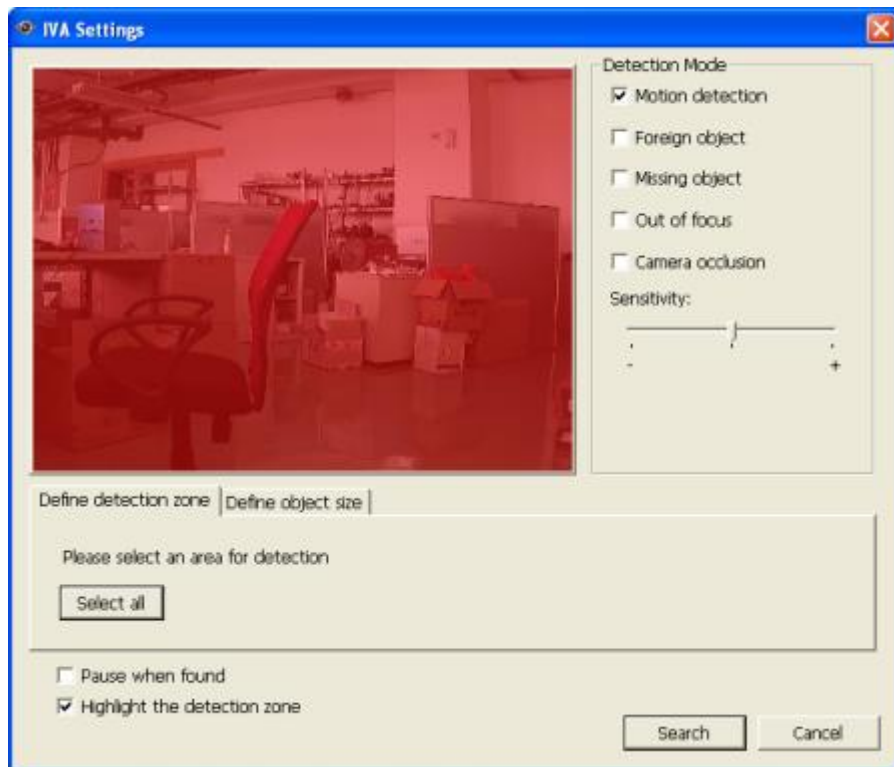 IVA Settings
Detection Mode
Motion detection
Foreign object
Missing object
Out of focus
Camera occlusion
Sensitivity:
- +
Define detection zone Define object size
Please select an area for detection
Select all
Pause when found
Highlight the detection zone
Search Cancel